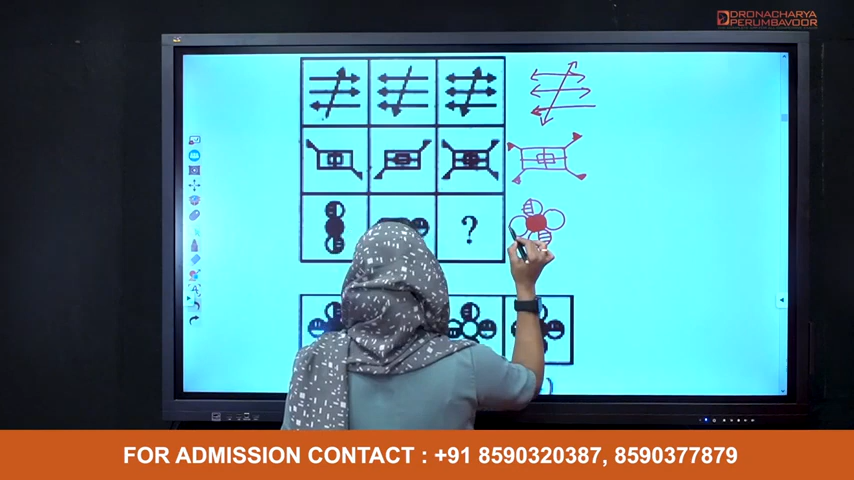 DRONACHARYA
PERUMBAVOOR
?
)
FOR ADMISSION CONTACT : +91 8590320387, 8590377879